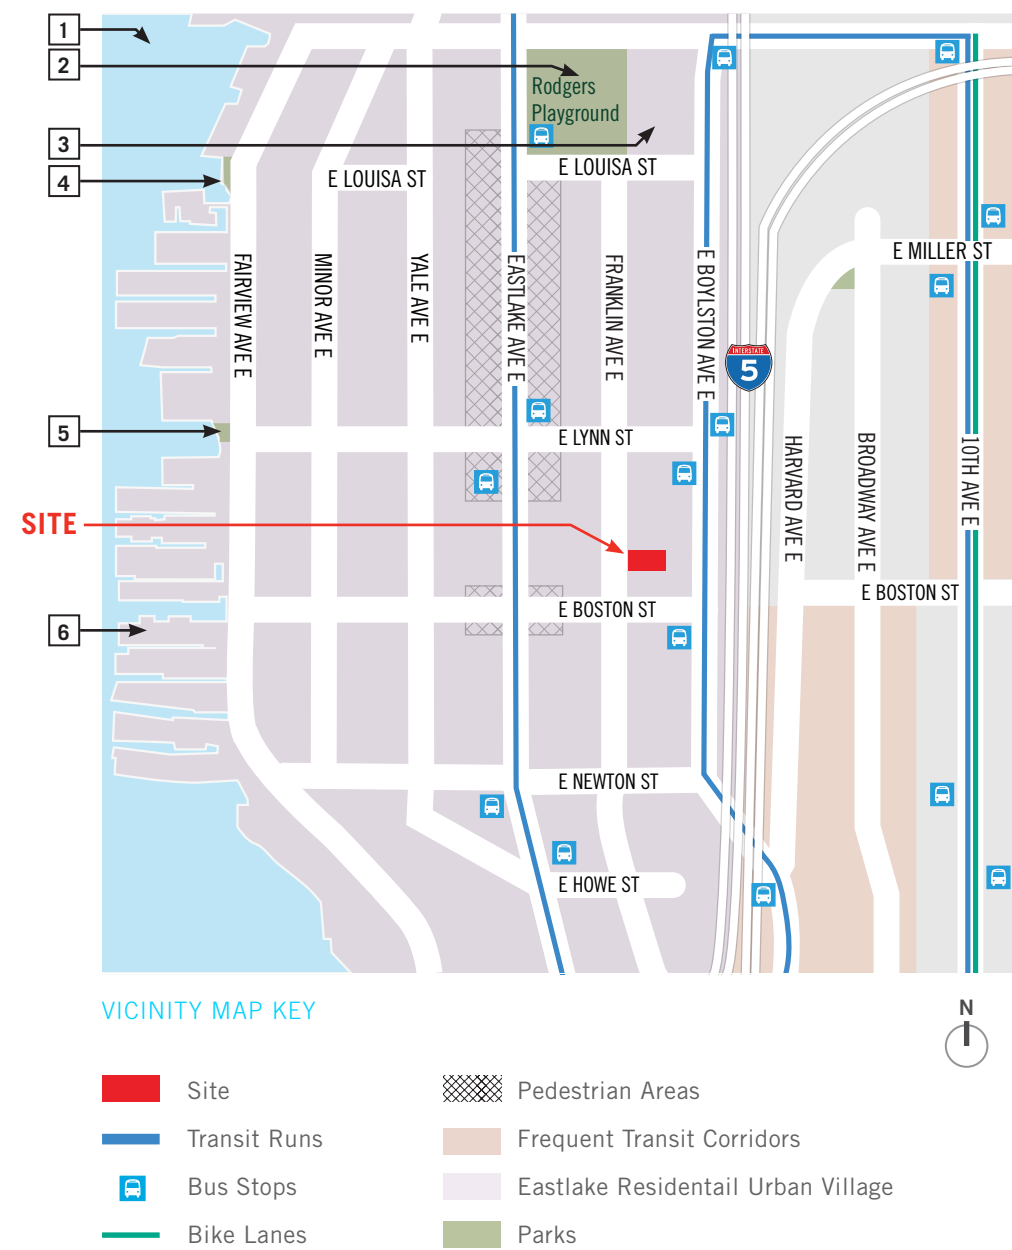 1
2
Rodgers
Playground
3
E LOUISA ST
4
E LOUISA ST
E MILLER ST
FAIRVIEW AVE E
MINOR AVE E
YALE AVE E
EASTLAKE AVE E
FRANKLIN AVE E
E BOYLSTON AVE E
INTERSTATE
5
5
E LYNN ST
HARVARD AVE E
BROADWAY AVE E
10TH AVE E
SITE
E BOSTON ST
E BOSTON ST
6
E NEWTON ST
E HOWE ST
VICINITY MAP KEY
N
Site
Pedestrian Areas
Transit Runs
Frequent Transit Corridors
Bus Stops
Eastlake Residentail Urban Village
Bike Lanes
Parks